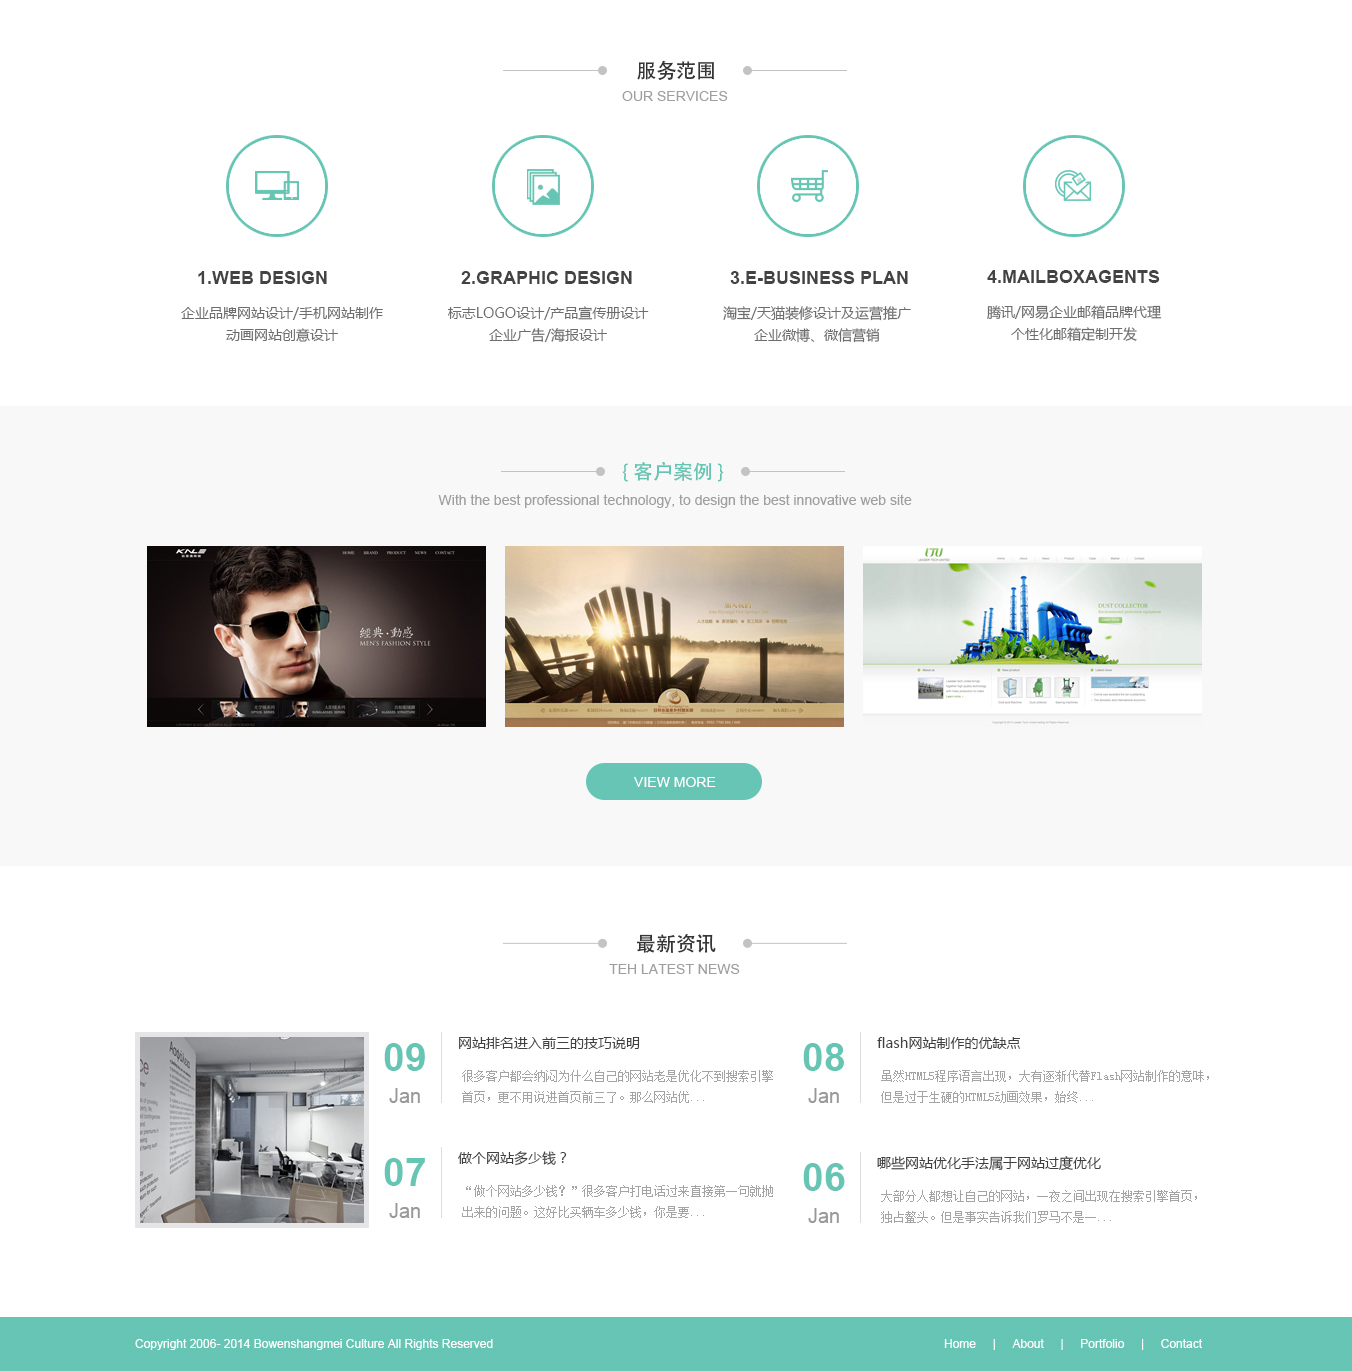 服务范围
OUR SERVICES
1.WEB DESIGN
企业品牌网站设计/手机网站制作
动画网站创意设计
2.GRAPHIC DESIGN
标志LOGO设计/产品宣传册设计
企业广告/海报设计
3.E-BUSINESS PLAN
淘宝/天猫装修设计及运营推广
企业微博、微信营销
4.MAILBOXAGENTS
腾讯/网易企业邮箱品牌代理
个性化邮箱定制开发
{ 客户案例 }
With the best professional technology, to design the best innovative web site
KNLE
HOME BRAND PRODUCT NEWS CONTACT
經典·動感
MEN'S FASHION STYLE
DUST COLLECTOR
VIEW MORE
最新资讯
TEH LATEST NEWS
09
Jan
网站排名进入前三的技巧说明
很多客户都会纳闷为什么自己的网站老是优化不到搜索引擎
首页，更不用说进首页前三了。那么网站优...
08
Jan
flash网站制作的优缺点
虽然HTML5程序语言出现，大有逐渐代替Flash网站制作的意味，
但是过于生硬的HTML5动画效果，始终...
07
Jan
做个网站多少钱？
“做个网站多少钱？”很多客户打电话过来直接第一句就抛
出来的问题。这好比买辆车多少钱，你是要...
06
Jan
哪些网站优化手法属于网站过度优化
大部分人都想让自己的网站，一夜之间出现在搜索引擎首页，
独占鳌头。但是事实告诉我们罗马不是一...
Copyright 2006- 2014 Bowenshangmei Culture All Rights Reserved
Home | About | Portfolio | Contact